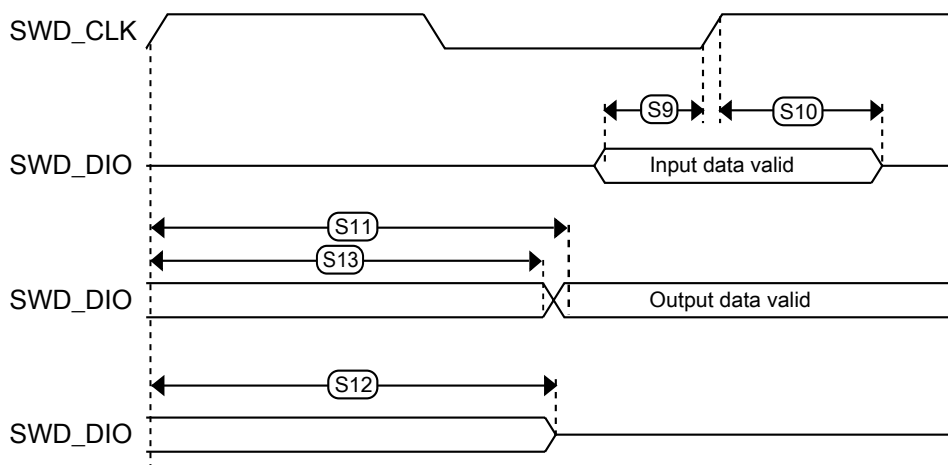 SWD_CLK
S9
S10
SWD_DIO
Input data valid
S11
S13
SWD_DIO
Output data valid
S12
SWD_DIO